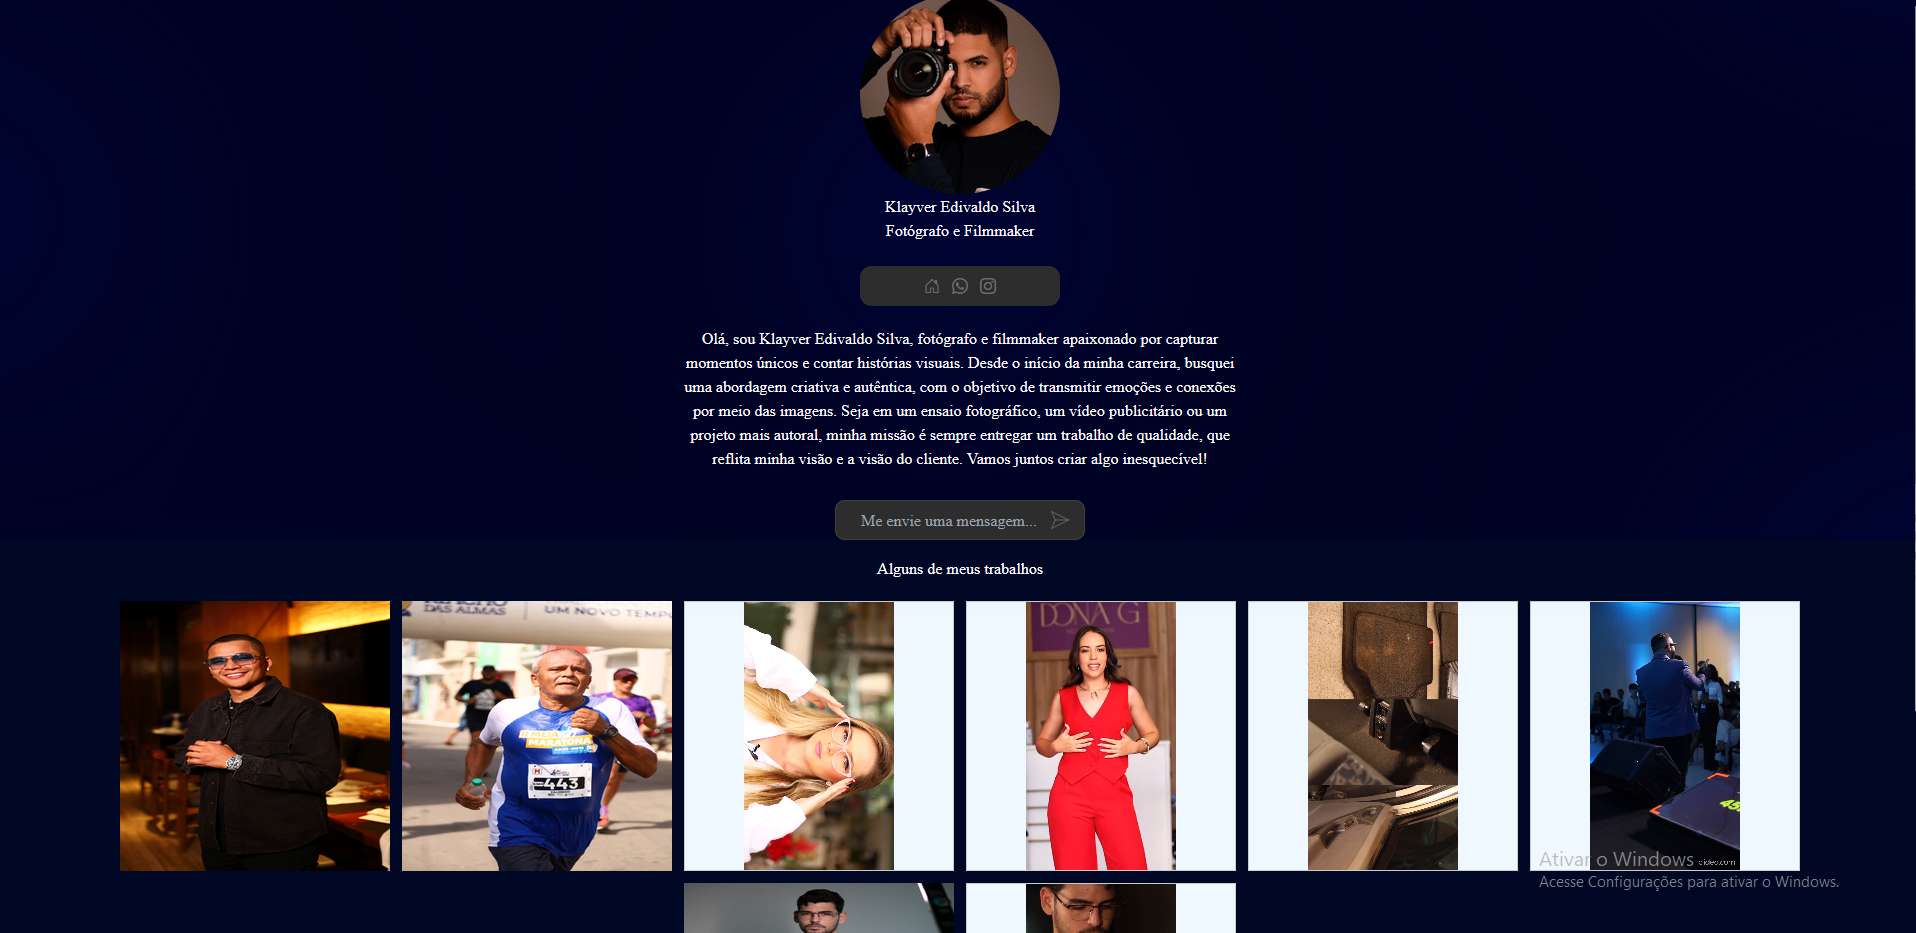 Klayver Edivaldo Silva
Fotógrafo e Filmmaker
Olá, sou Klayver Edivaldo Silva, fotógrafo e filmmaker apaixonado por capturar
momentos únicos e contar histórias visuais. Desde o início da minha carreira, busquei
uma abordagem criativa e autêntica, com o objetivo de transmitir emoções e conexões
por meio das imagens. Seja em um ensaio fotográfico, um vídeo publicitário ou um
projeto mais autoral, minha missão é sempre entregar um trabalho de qualidade, que
reflita minha visão e a visão do cliente. Vamos juntos criar algo inesquecível!
Me envie uma mensagem...
Alguns de meus trabalhos
DAS ALMAS
UM NOVO TEMPO
MARATONA
443
DONA G
45
Ativar o Windows
Acesse Configurações para ativar o Windows.